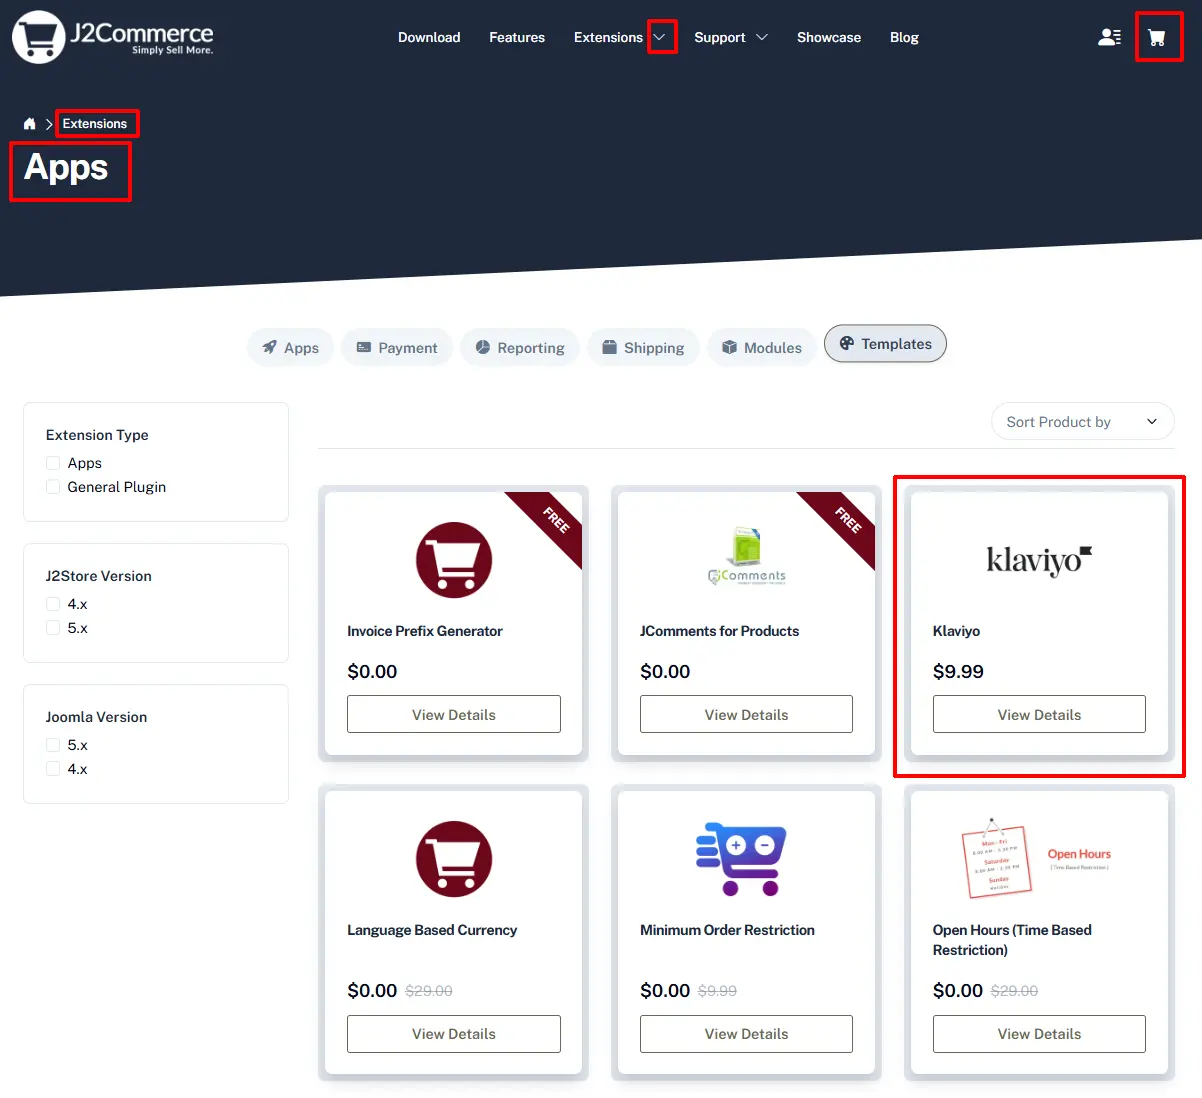 J2Commerce
Simply Sell More.
Download
Features
Extensions
Support
Showcase
Blog
Extensions
Apps
Apps
Payment
Reporting
Shipping
Modules
Templates
Extension Type
Apps
General Plugin
J2Store Version
4.x
5.x
Joomla Version
5.x
4.x
Sort Product by
FREE
Invoice Prefix Generator
$0.00
View Details
FREE
Comments
JComments for Products
$0.00
View Details
klaviyo
Klaviyo
$9.99
View Details
Language Based Currency
$0.00 $29.00
View Details
Minimum Order Restriction
$0.00 $9.99
View Details
Mon - Fri
Saturday
Sunday
Open Hours
( Time Based Restriction )
Open Hours (Time Based
Restriction)
$0.00 $29.00
View Details